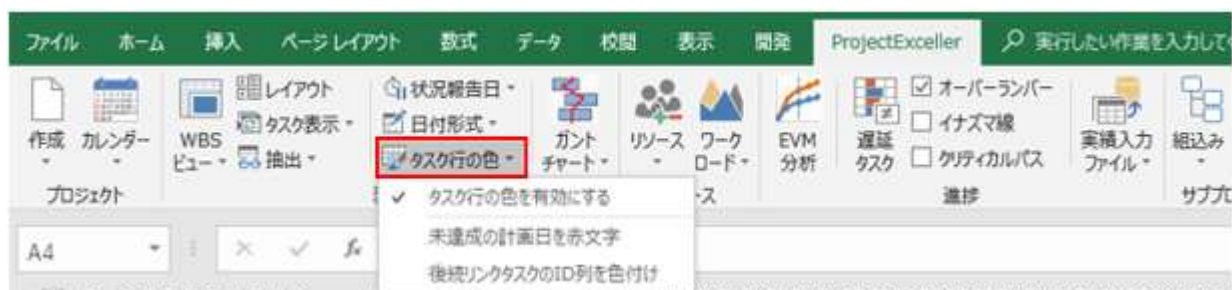 ファイル ホーム 挿入 ページ レイアウト 数式 データ 校閲 表示 開発 ProjectExceller 実行したい作業を入力して
作成
カレンダー
プロジェクト
WBS
ビュー
レイアウト
タスク表示
抽出
状況報告日
日付形式
タスク行の色
タスク行の色を有効にする
未達成の計画日を赤文字
後続リンクタスクのID列を色付け
ガント
チャート
リソース
ワーク
ロード
ース
EVM
分析
遅延
タスク
オーバーランバー
イナズマ線
クリティカルパス
進捗
実績入力
ファイル
組込み
サブプロ
A4
fx